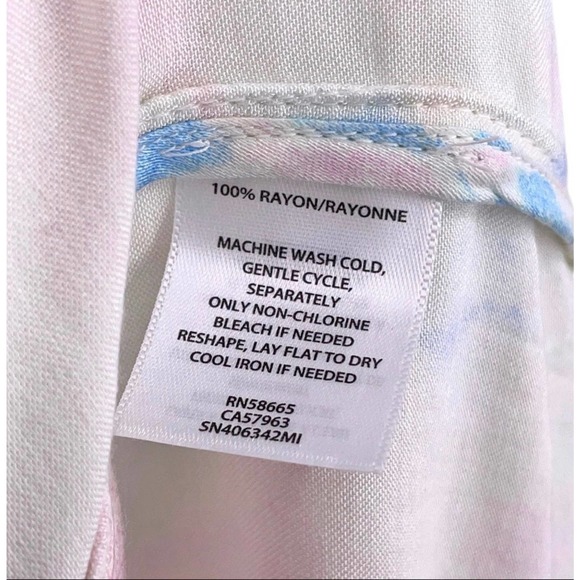 100% RAYON/RAYONNE
MACHINE WASH COLD,
GENTLE CYCLE,
SEPARATELY
ONLY NON-CHLORINE
BLEACH IF NEEDED
RESHAPE, LAY FLAT TO DRY
COOL IRON IF NEEDED
RN58665
CA57963
SN406342MI